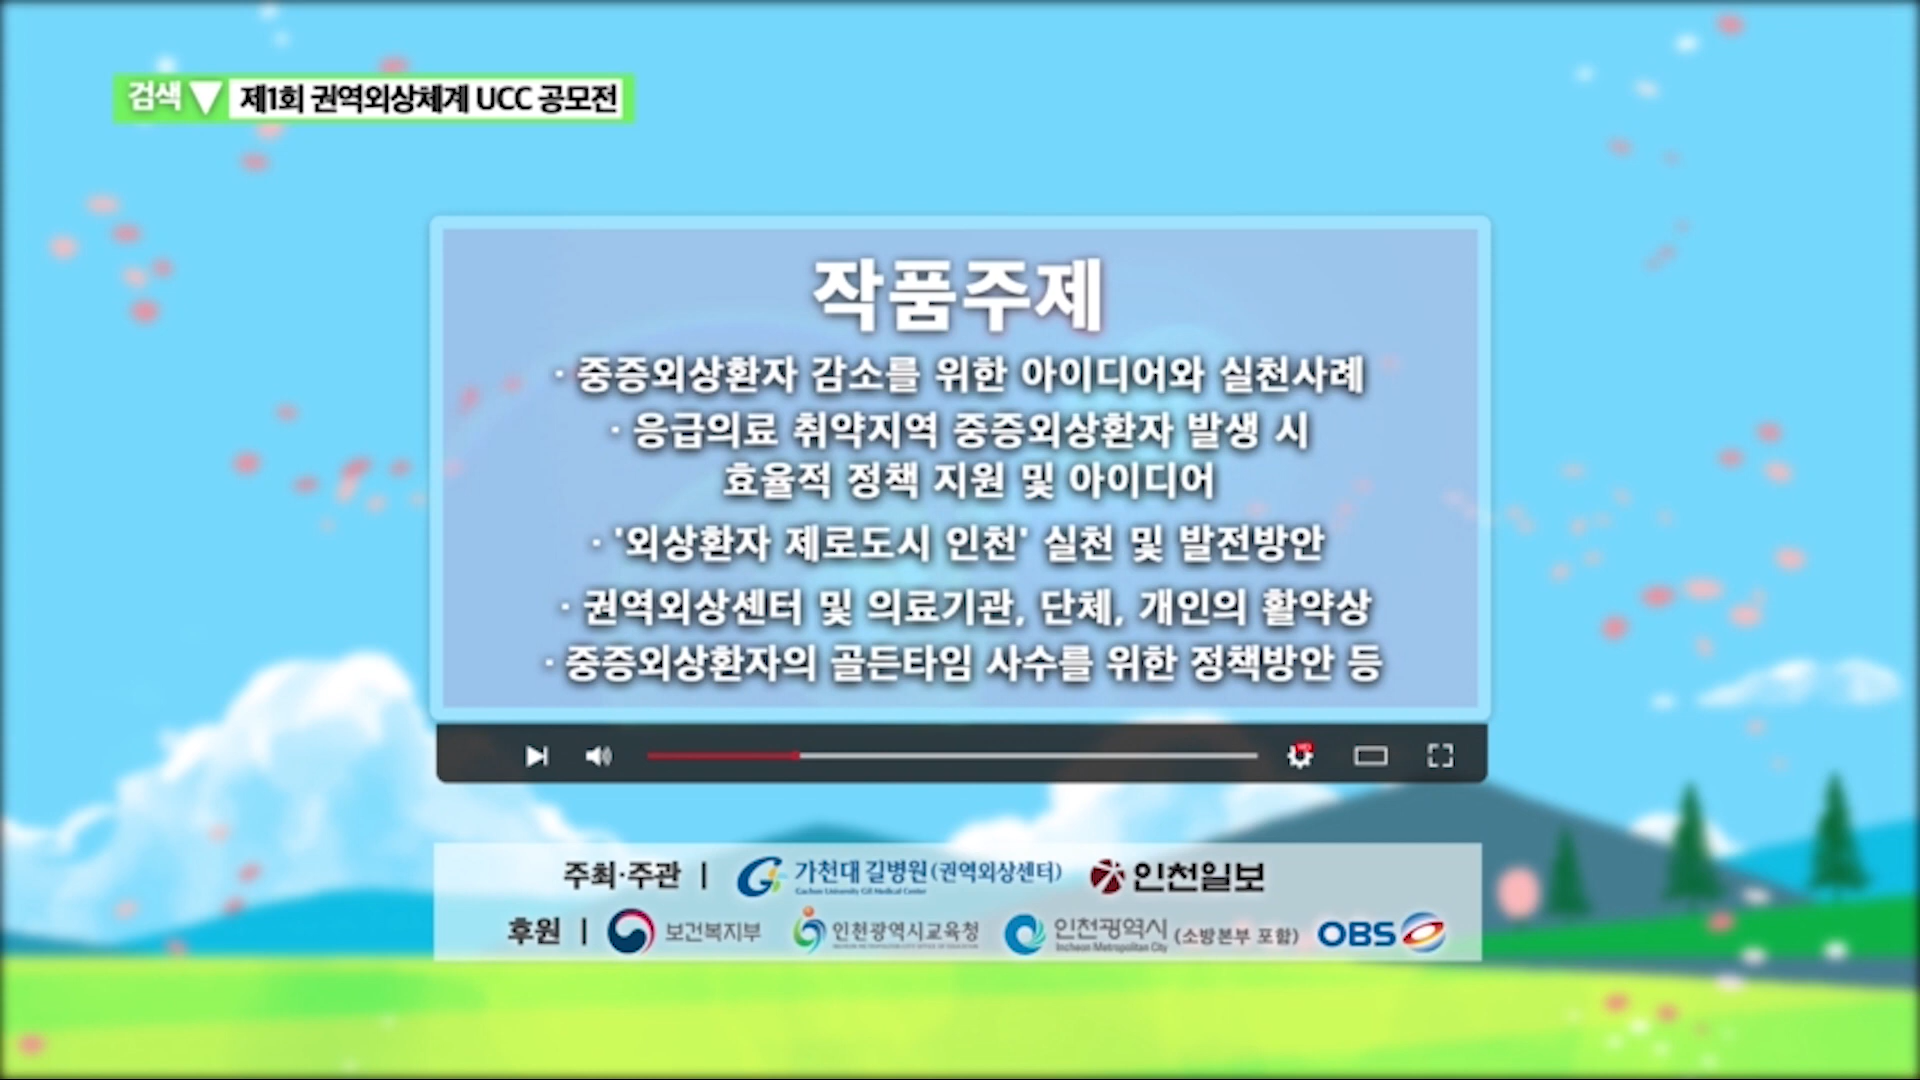 검색 ▼ 제1회 권역외상체계 UCC 공모전
작품주제
· 중증외상환자 감소를 위한 아이디어와 실천사례
· 응급의료 취약지역 중증외상환자 발생 시
효율적 정책 지원 및 아이디어
· '외상환자 제로도시 인천' 실천 및 발전방안
· 권역외상센터 및 의료기관, 단체, 개인의 활약상
· 중증외상환자의 골든타임 사수를 위한 정책방안 등
주최·주관 | 가천대 길병원(권역외상센터) 인천일보
Gachon University Gil Medical Center
후원 | 보건복지부 인천광역시교육청 인천광역시 (소방본부 포함) OBS
Incheon Metropolitan City